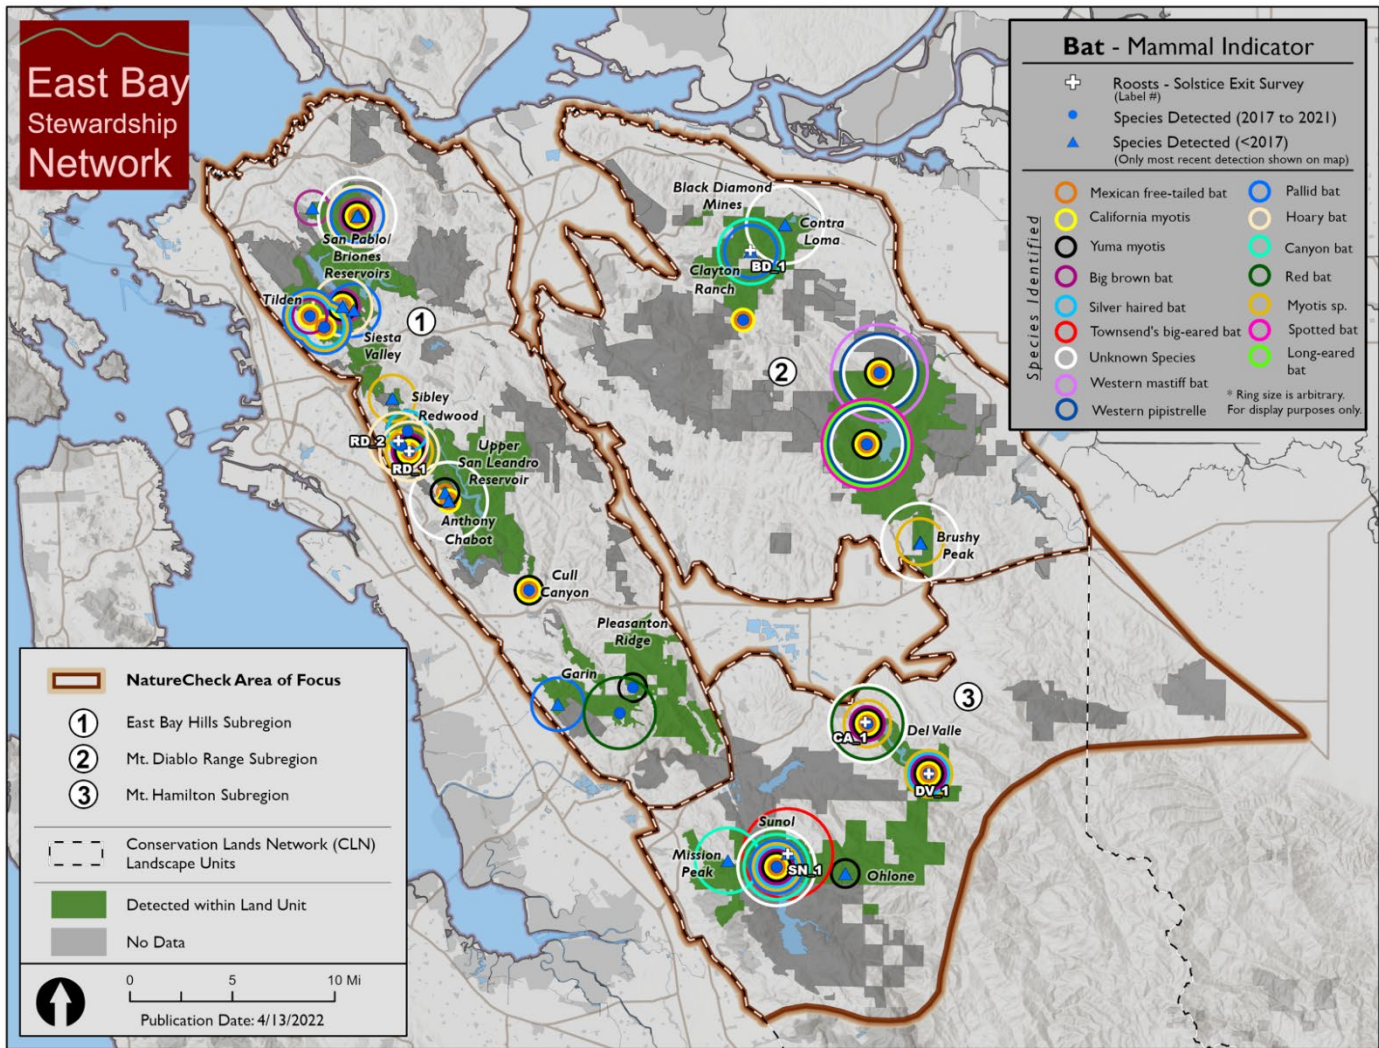 East Bay
Stewardship
Network
Bat - Mammal Indicator
Roosts - Solstice Exit Survey
(Label #)
Species Detected (2017 to 2021)
Species Detected (<2017)
(Only most recent detection shown on map)
Species Identified
Mexican free-tailed bat
California myotis
Yuma myotis
Big brown bat
Silver haired bat
Townsend's big-eared bat
Unknown Species
Western mastiff bat
Western pipistrelle
Pallid bat
Hoary bat
Canyon bat
Red bat
Myotis sp.
Spotted bat
Long-eared
bat
* Ring size is arbitrary.
For display purposes only.
Black Diamond
Mines
Contra
Loma
BD_1
Clayton
Ranch
San Pablo/
Briones
Reservoirs
Tilden
1
Siesta
Valley
2
Sibley
Redwood
RD_2
RD_1
Upper
San Leandro
Reservoir
Anthony
Chabot
Brushy
Peak
Cull
Canyon
Pleasanton
Ridge
Garin
3
CA_1
Del Valle
DV_1
Sunol
Mission
Peak
SN_1
Ohlone
NatureCheck Area of Focus
1 East Bay Hills Subregion
2 Mt. Diablo Range Subregion
3 Mt. Hamilton Subregion
Conservation Lands Network (CLN)
Landscape Units
Detected within Land Unit
No Data
0 5 10 Mi
Publication Date: 4/13/2022